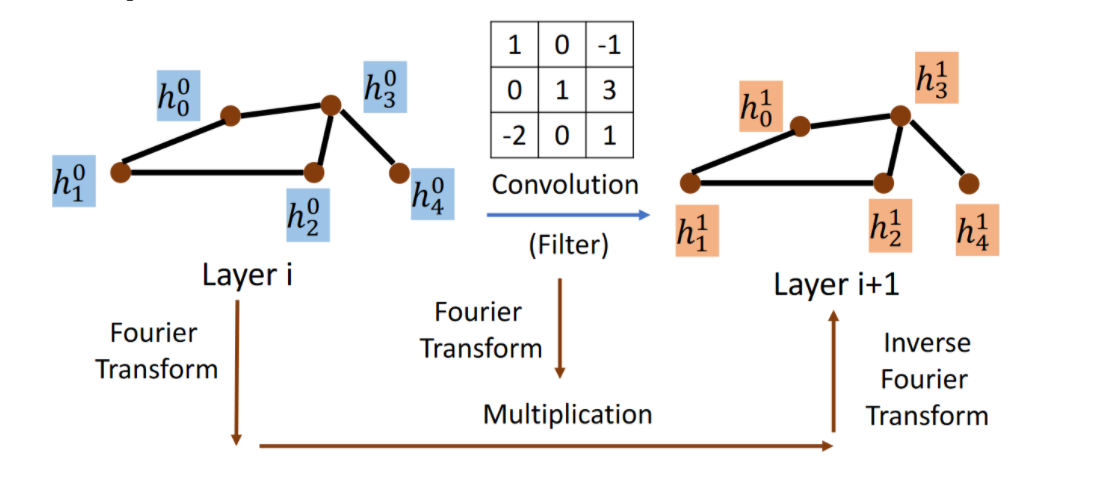 1 0 -1
0 1 3
-2 0 1
h_0^0
h_3^0
h_1^0
h_2^0
h_4^0
Layer i
Convolution
(Filter)
h_0^1
h_3^1
h_1^1
h_2^1
h_4^1
Layer i+1
Fourier
Transform
Fourier
Transform
Multiplication
Inverse
Fourier
Transform